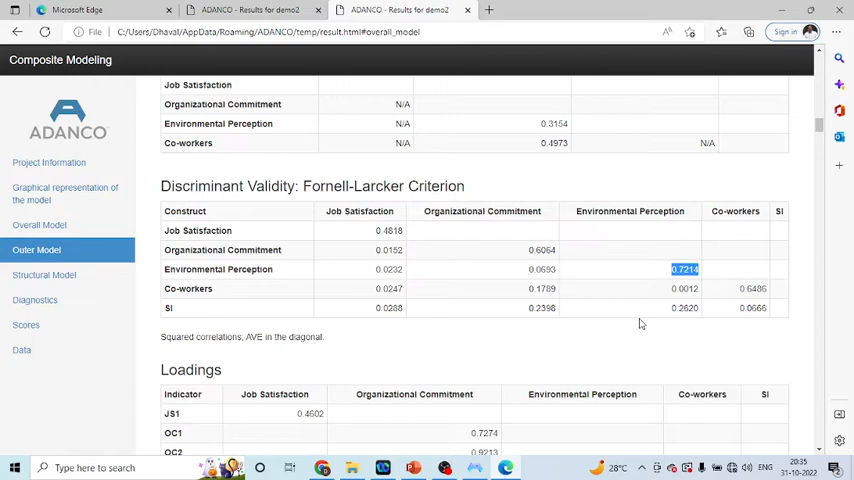 Microsoft Edge
ADANCO - Results for demo2
ADANCO - Results for demo2
File
C:/Users/Dhaval/AppData/Roaming/ADANCO/temp/result.html#overall_model
Sign in
Composite Modeling
ADANCO
Project Information
Graphical representation of
the model
Overall Model
Outer Model
Structural Model
Diagnostics
Scores
Data
Job Satisfaction
Organizational Commitment N/A
Environmental Perception N/A 0.3154
Co-workers N/A 0.4973 N/A
Discriminant Validity: Fornell-Larcker Criterion
Construct Job Satisfaction Organizational Commitment Environmental Perception Co-workers SI
Job Satisfaction 0.4818
Organizational Commitment 0.0152 0.6064
Environmental Perception 0.0232 0.0693 0.7214
Co-workers 0.0247 0.1789 0.0012 0.6486
SI 0.0288 0.2398 0.2620 0.0666
Squared correlations; AVE in the diagonal.
Loadings
Indicator Job Satisfaction Organizational Commitment Environmental Perception Co-workers SI
JS1 0.4602
OC1 0.7274
OC2 0.9213
Type here to search
28°C
ENG
20:35
31-10-2022